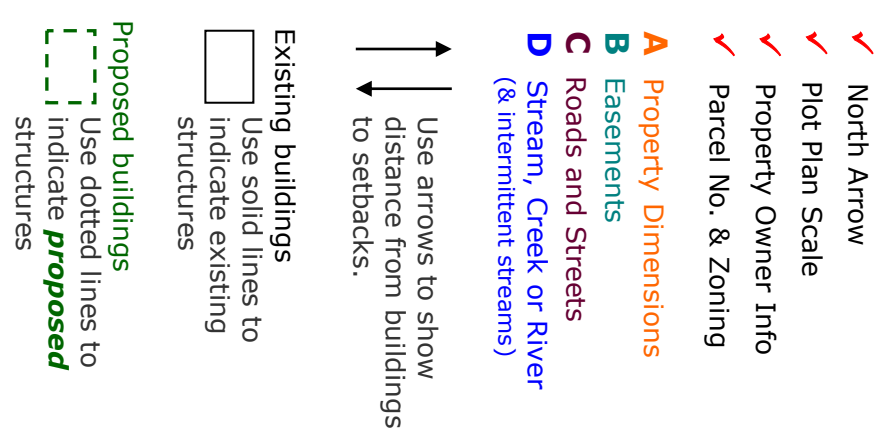 ✓ North Arrow
✓ Plot Plan Scale
✓ Property Owner Info
✓ Parcel No. & Zoning
A Property Dimensions
B Easements
C Roads and Streets
D Stream, Creek or River
(& intermittent streams)
Use arrows to show
distance from buildings
to setbacks.
Existing buildings
Use solid lines to
indicate existing
structures
Proposed buildings
Use dotted lines to
indicate proposed
structures